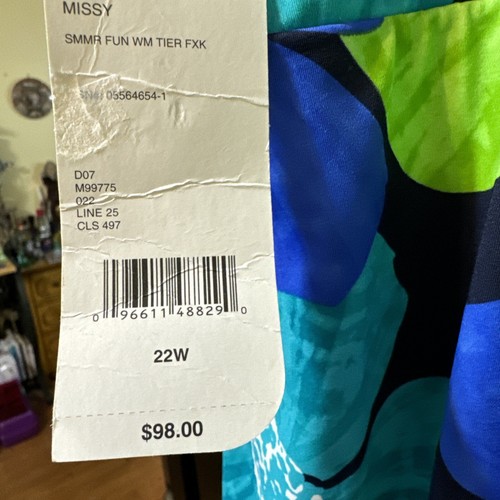 MISSY
SMMR FUN WM TIER FXK
SN#: 05564654-1
D07
M99775
022
LINE 25
CLS 497
0 96611 48829 0
22W
$98.00